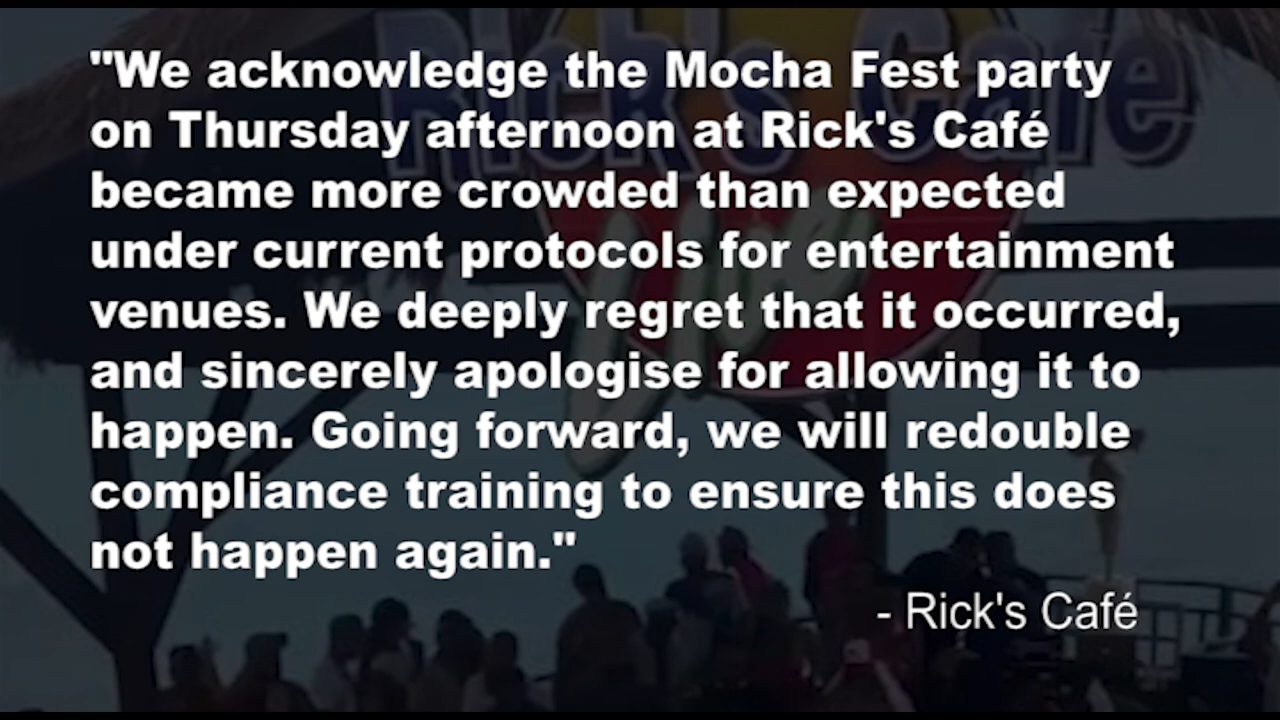 Rick's Café
"We acknowledge the Mocha Fest party
on Thursday afternoon at Rick's Café
became more crowded than expected
under current protocols for entertainment
venues. We deeply regret that it occurred,
and sincerely apologise for allowing it to
happen. Going forward, we will redouble
compliance training to ensure this does
not happen again."
- Rick's Café